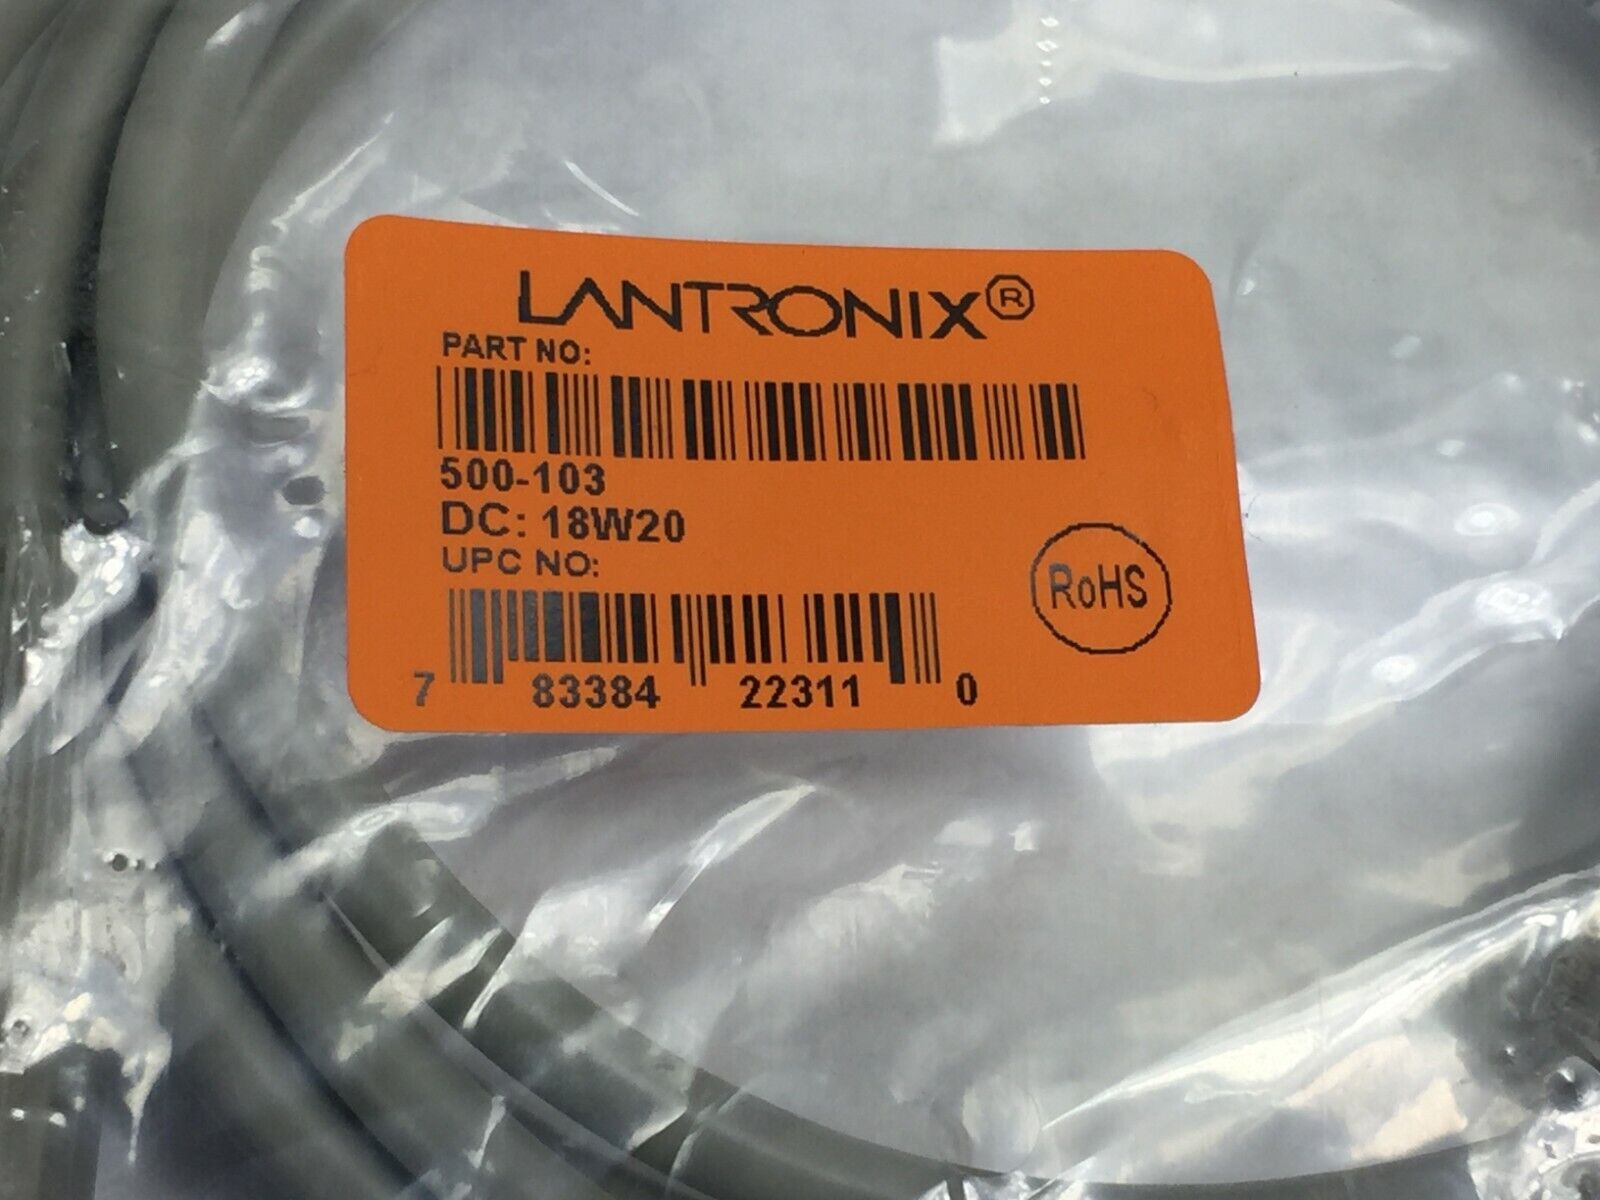 LANTRONIX®
PART NO:
500-103
DC: 18W20
UPC NO:
7 83384 22311 0
RoHS